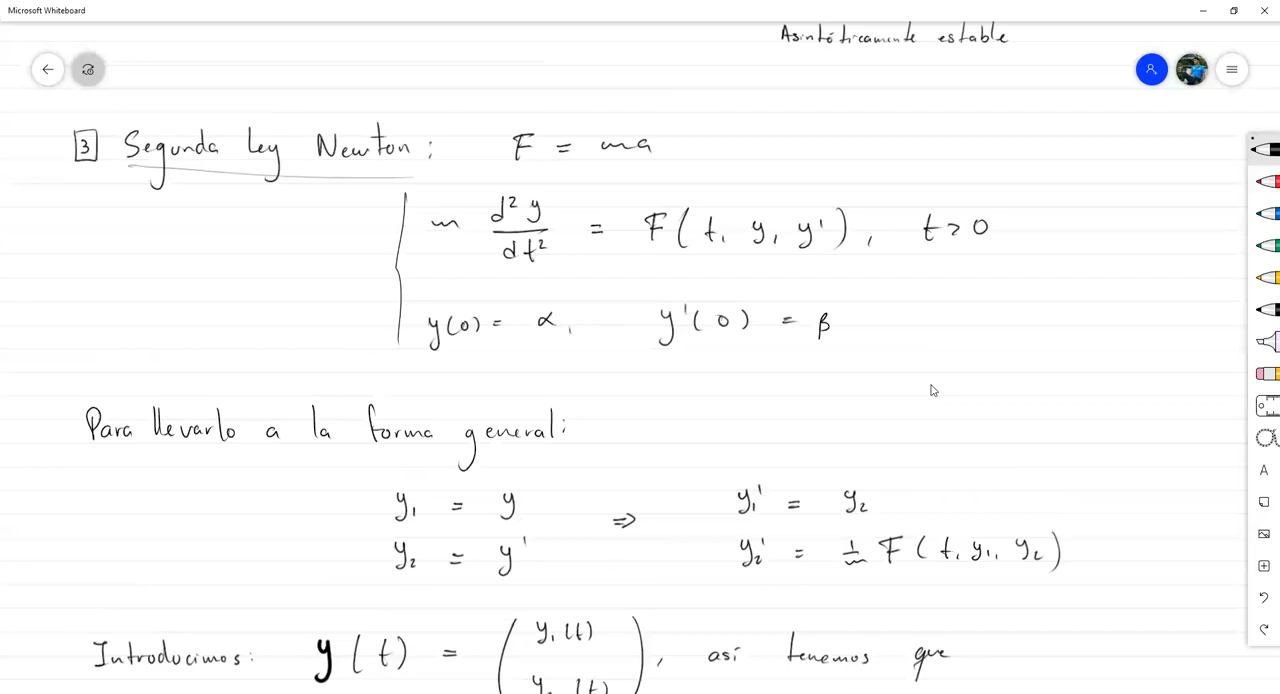 Microsoft Whiteboard
Asintóticamente estable
3 Segunda Ley Newton: F = ma
m d²y/dt² = F(t, y, y'), t>0
y(0) = α, y'(0) = β
Para llevarlo a la forma general:
y₁ = y ⇒ y₁' = y₂
y₂ = y' y₂' = 1/m F(t, y₁, y₂)
Introducimos: y(t) = ( y₁(t) ), así tenemos que
y₂(t)
A